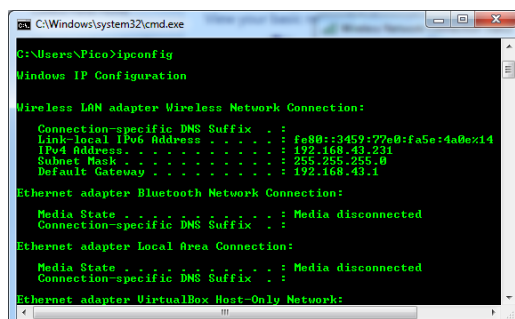 View your basic ne
C:\Windows\system32\cmd.exe
C:\Users\Pico>ipconfig
Windows IP Configuration
Wireless LAN adapter Wireless Network Connection:
Connection-specific DNS Suffix . :
Link-local IPv6 Address . . . . . : fe80::3459:77e0:fa5e:4a0e%14
IPv4 Address. . . . . . . . . . . : 192.168.43.231
Subnet Mask . . . . . . . . . . . : 255.255.255.0
Default Gateway . . . . . . . . . : 192.168.43.1
Ethernet adapter Bluetooth Network Connection:
Media State . . . . . . . . . . . : Media disconnected
Connection-specific DNS Suffix . :
Ethernet adapter Local Area Connection:
Media State . . . . . . . . . . . : Media disconnected
Connection-specific DNS Suffix . :
Ethernet adapter VirtualBox Host-Only Network: